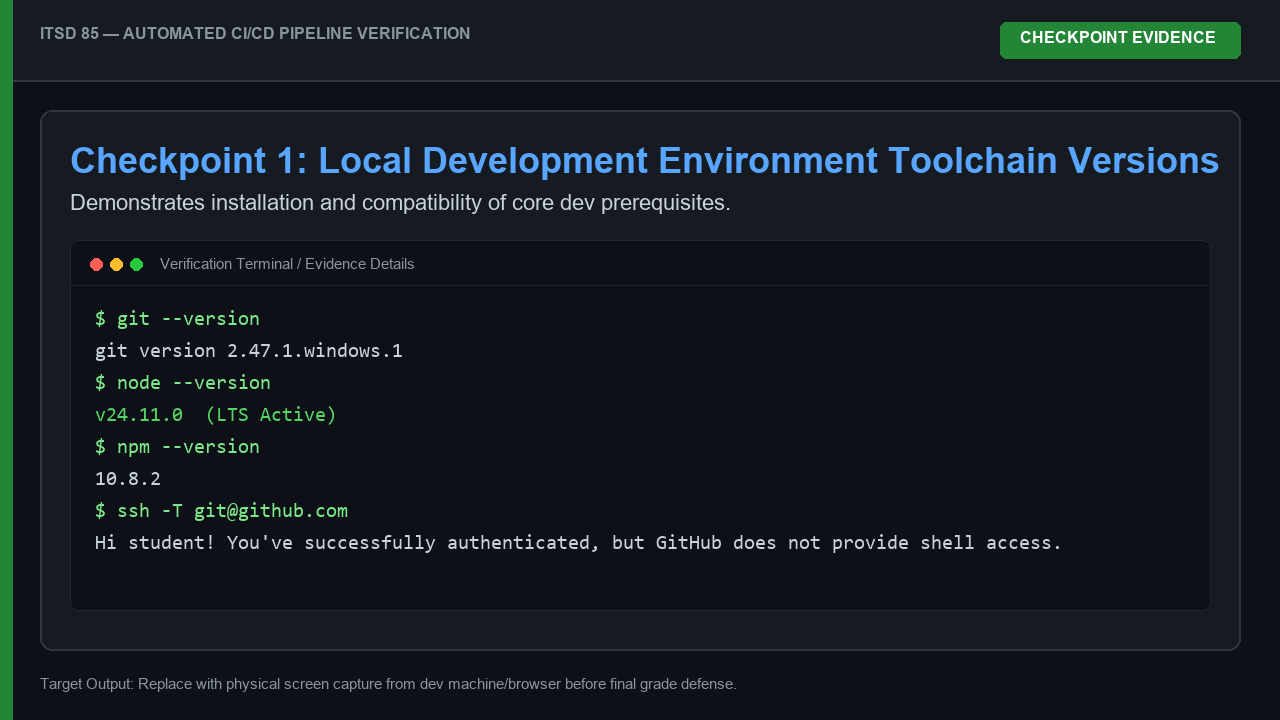 ITSD 85 — AUTOMATED CI/CD PIPELINE VERIFICATION
CHECKPOINT EVIDENCE
Checkpoint 1: Local Development Environment Toolchain Versions
Demonstrates installation and compatibility of core dev prerequisites.
Verification Terminal / Evidence Details
$ git --version
git version 2.47.1.windows.1
$ node --version
v24.11.0  (LTS Active)
$ npm --version
10.8.2
$ ssh -T git@github.com
Hi student! You've successfully authenticated, but GitHub does not provide shell access.
Target Output: Replace with physical screen capture from dev machine/browser before final grade defense.